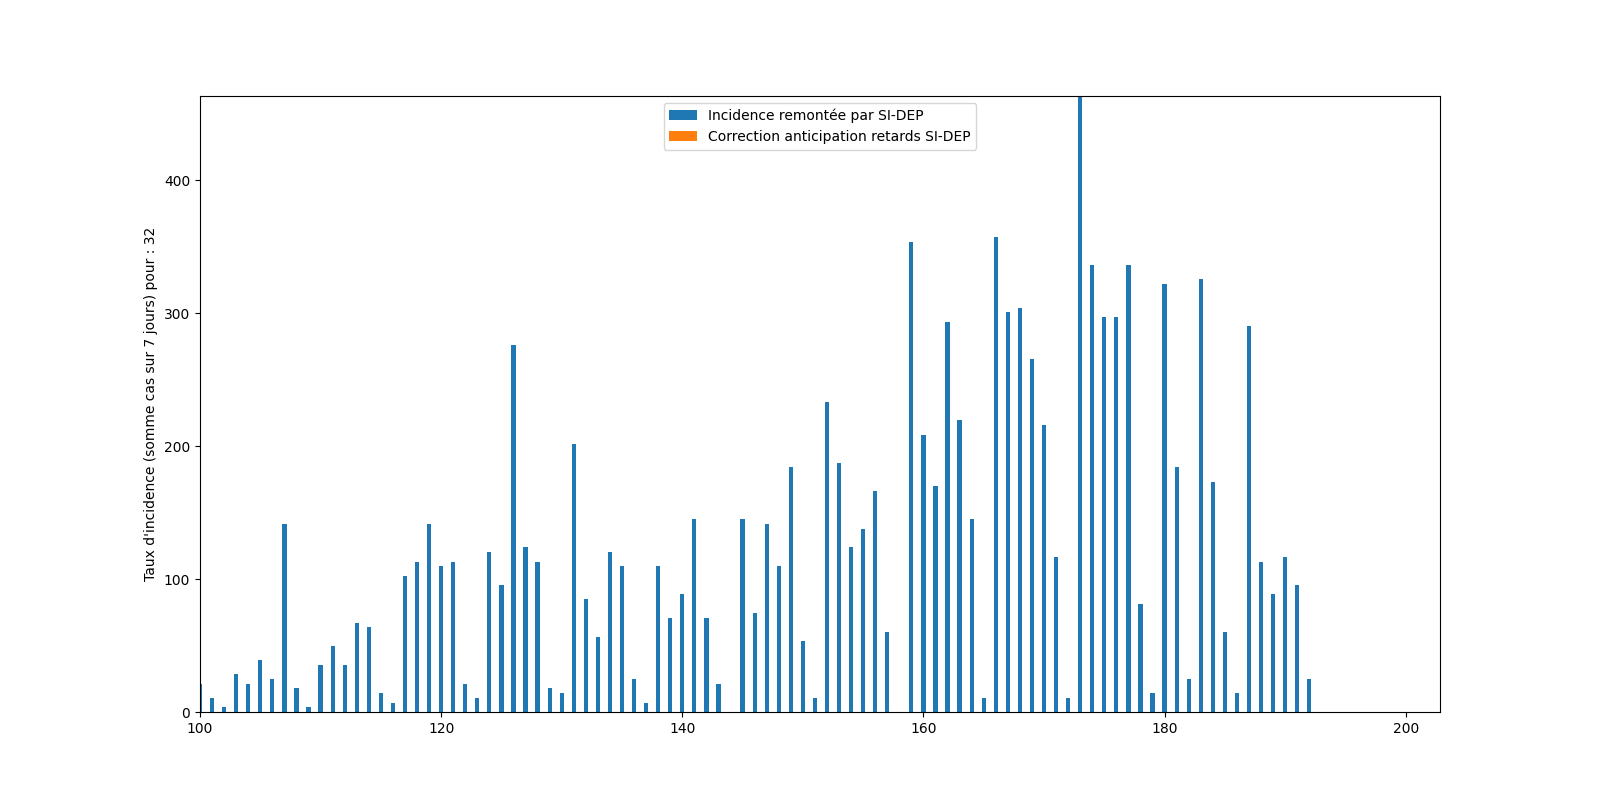 Incidence remontée par SI-DEP
Correction anticipation retards SI-DEP
Taux d'incidence (somme cas sur 7 jours) pour : 32
400
300
200
100
0
100 120 140 160 180 200